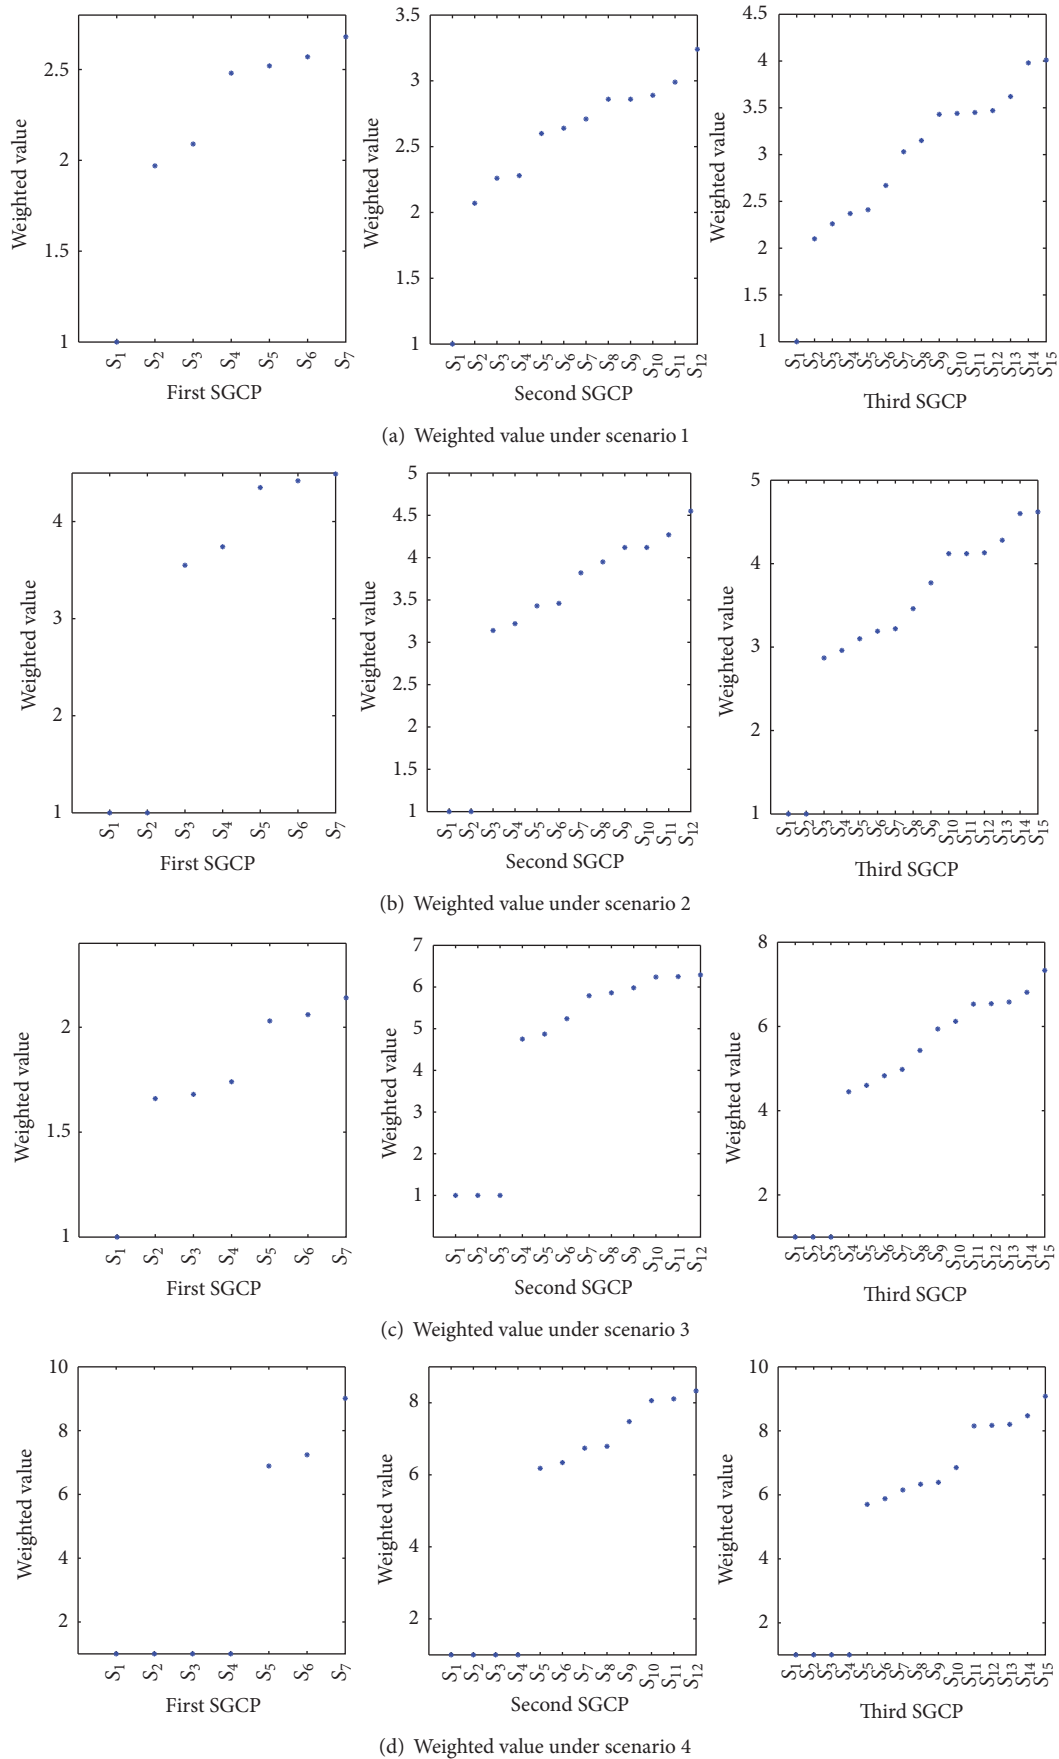 Weighted value
2.5
2
1.5
1
S1
S2
S3
S4
S5
S6
S7
First SGCP
Weighted value
3.5
3
2.5
2
1.5
1
S1
S2
S3
S4
S5
S6
S7
S8
S9
S10
S11
S12
Second SGCP
Weighted value
4.5
4
3.5
3
2.5
2
1.5
1
S1
S2
S3
S4
S5
S6
S7
S8
S9
S10
S11
S12
S13
S14
S15
Third SGCP
(a) Weighted value under scenario 1
Weighted value
4
3
2
1
S1
S2
S3
S4
S5
S6
S7
First SGCP
Weighted value
5
4.5
4
3.5
3
2.5
2
1.5
1
S1
S2
S3
S4
S5
S6
S7
S8
S9
S10
S11
S12
Second SGCP
Weighted value
5
4
3
2
1
S1
S2
S3
S4
S5
S6
S7
S8
S9
S10
S11
S12
S13
S14
S15
Third SGCP
(b) Weighted value under scenario 2
Weighted value
2
1.5
1
S1
S2
S3
S4
S5
S6
S7
First SGCP
Weighted value
7
6
5
4
3
2
1
S1
S2
S3
S4
S5
S6
S7
S8
S9
S10
S11
S12
Second SGCP
Weighted value
8
6
4
2
S1
S2
S3
S4
S5
S6
S7
S8
S9
S10
S11
S12
S13
S14
S15
Third SGCP
(c) Weighted value under scenario 3
Weighted value
10
8
6
4
2
S1
S2
S3
S4
S5
S6
S7
First SGCP
Weighted value
8
6
4
2
S1
S2
S3
S4
S5
S6
S7
S8
S9
S10
S11
S12
Second SGCP
Weighted value
10
8
6
4
2
S1
S2
S3
S4
S5
S6
S7
S8
S9
S10
S11
S12
S13
S14
S15
Third SGCP
(d) Weighted value under scenario 4